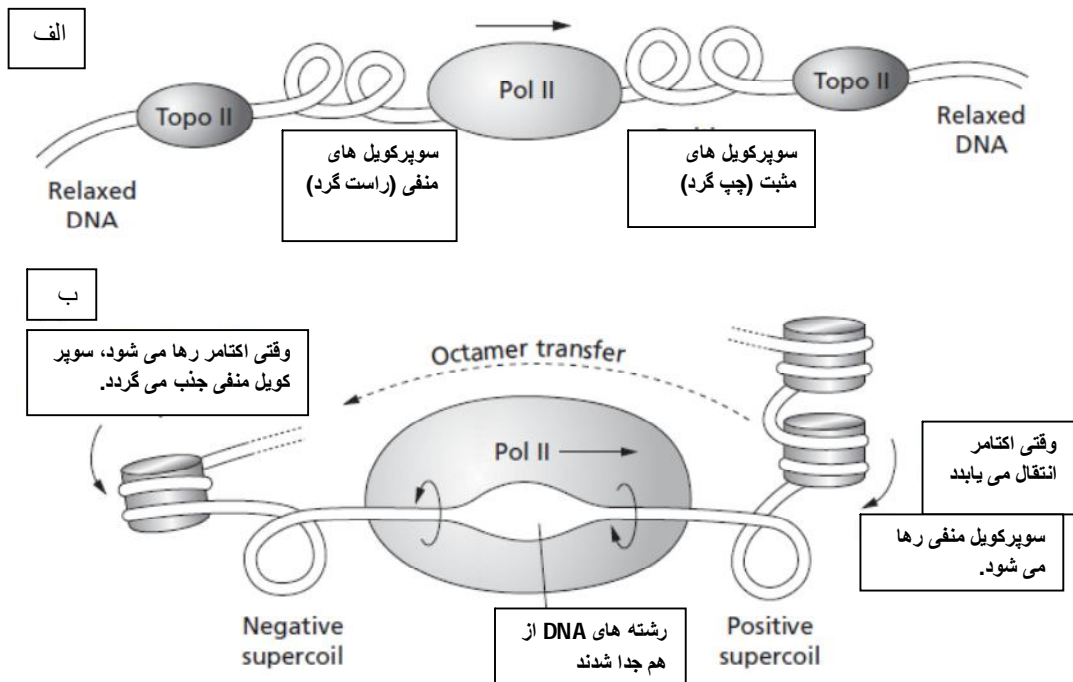 الف
Topo II
Pol II
Topo II
Relaxed
DNA
سوپرکویل های
منفی (راست گرد)
سوپرکویل های
مثبت (چپ گرد)
Relaxed
DNA
ب
وقتی اکتامر رها می شود، سوپر
کویل منفی جذب می گردد.
Octamer transfer
Pol II
وقتی اکتامر
انتقال می یابدد
سوپرکویل منفی رها
می شود.
Negative
supercoil
رشته های DNA از
هم جدا شدند
Positive
supercoil